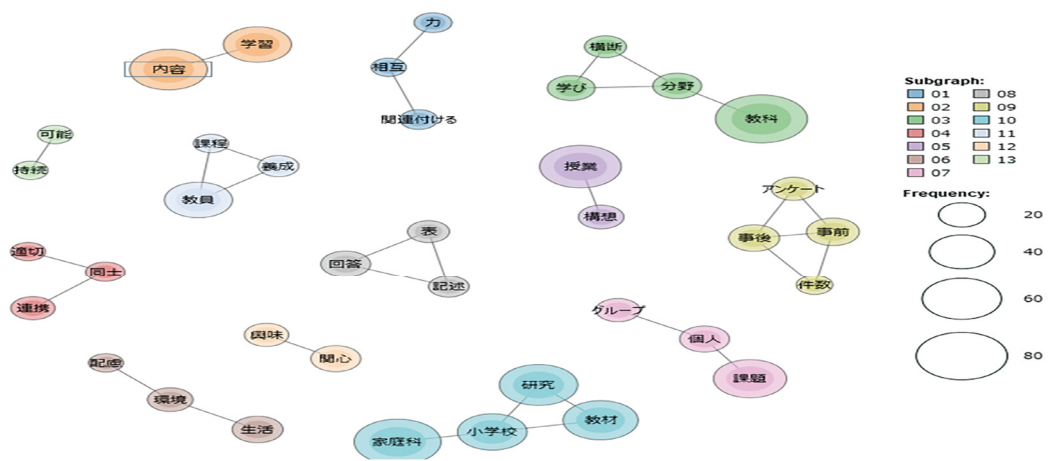 力
学習
内容
相互
関連付ける
横断
学び
分野
教科
可能
持続
課程
養成
教員
授業
構想
アンケート
事後
事前
件数
表
回答
記述
適切
同士
連携
グループ
個人
課題
興味
関心
配慮
環境
生活
研究
教材
小学校
家庭科
Subgraph:
01 08
02 09
03 10
04 11
05 12
06 13
07
Frequency:
20
40
60
80